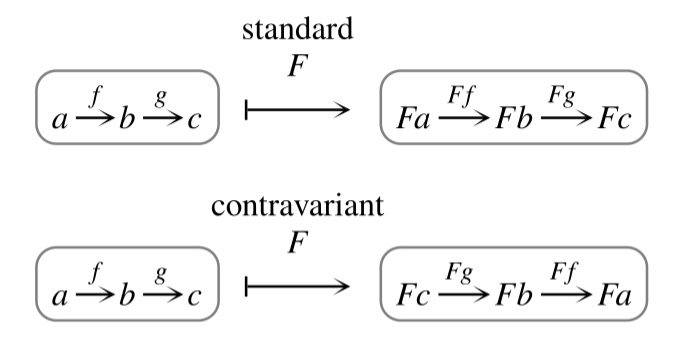 standard
F
f g Ff Fg
a → b → c ⟼ Fa → Fb → Fc
contravariant
F
f g Fg Ff
a → b → c ⟼ Fc → Fb → Fa